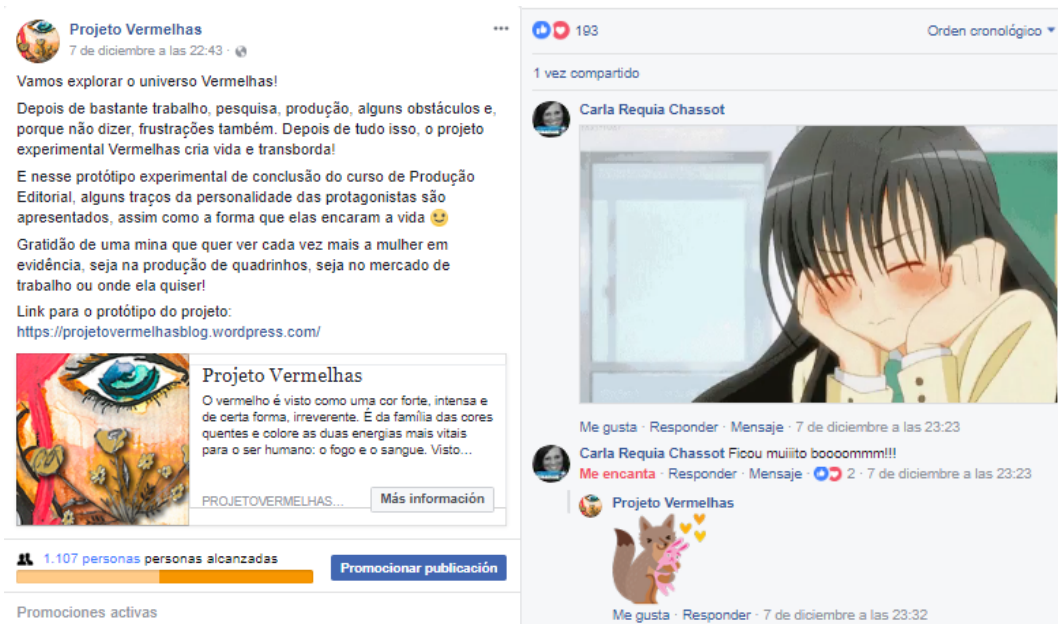 Projeto Vermelhas
7 de diciembre a las 22:43 ·
Vamos explorar o universo Vermelhas!
Depois de bastante trabalho, pesquisa, produção, alguns obstáculos e,
porque não dizer, frustrações também. Depois de tudo isso, o projeto
experimental Vermelhas cria vida e transborda!
E nesse protótipo experimental de conclusão do curso de Produção
Editorial, alguns traços da personalidade das protagonistas são
apresentados, assim como a forma que elas encaram a vida 😉
Gratidão de uma mina que quer ver cada vez mais a mulher em
evidência, seja na produção de quadrinhos, seja no mercado de
trabalho ou onde ela quiser!
Link para o protótipo do projeto:
https://projetovermelhasblog.wordpress.com/
Projeto Vermelhas
O vermelho é visto como uma cor forte, intensa e
de certa forma, irreverente. É da família das cores
quentes e colore as duas energias mais vitais
para o ser humano: o fogo e o sangue. Visto...
PROJETOVERMELHAS...
Más información
1.107 personas personas alcanzadas
Promocionar publicación
Promociones activas
193
Orden cronológico
1 vez compartido
Carla Requia Chassot
Me gusta · Responder · Mensaje · 7 de diciembre a las 23:23
Carla Requia Chassot Ficou muiiito boooommm!!!
Me encanta · Responder · Mensaje · 2 · 7 de diciembre a las 23:23
Projeto Vermelhas
Me gusta · Responder · 7 de diciembre a las 23:32